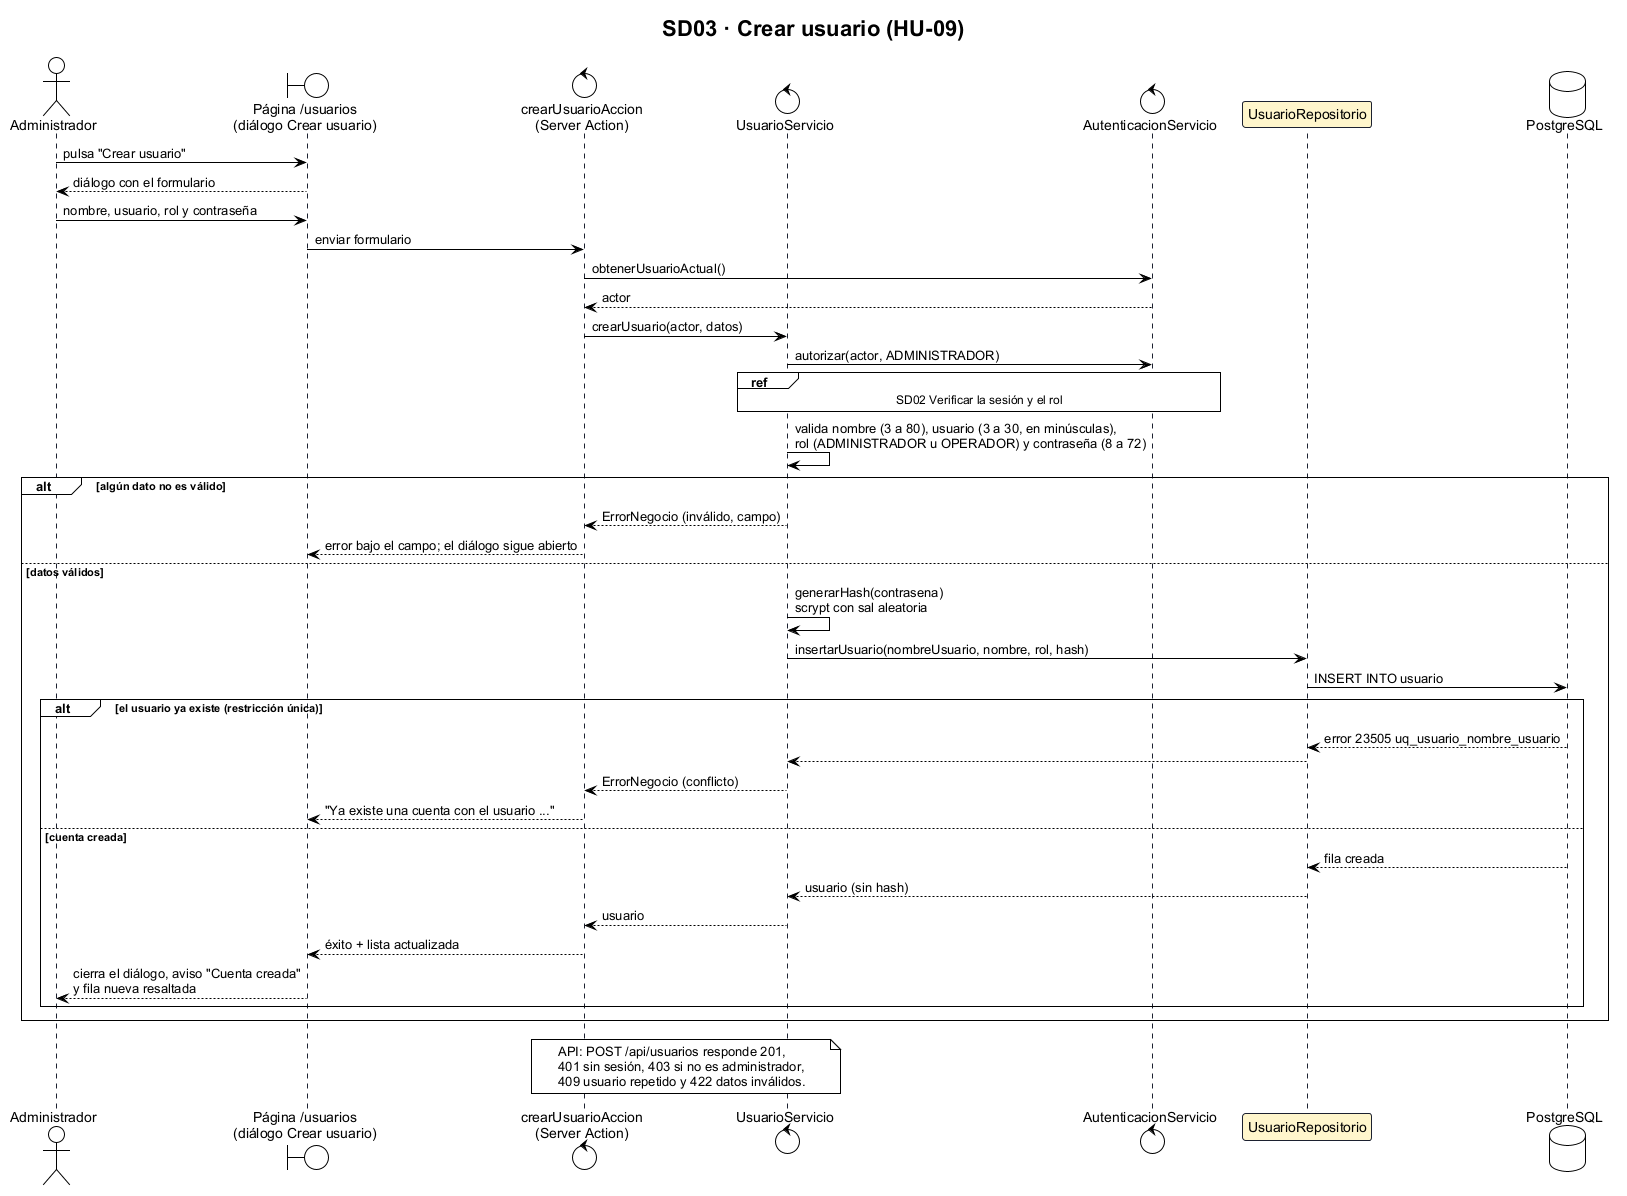 SD03 · Crear usuario (HU-09)
Administrador
Página /usuarios
(diálogo Crear usuario)
crearUsuarioAccion
(Server Action)
UsuarioServicio
AutenticacionServicio
UsuarioRepositorio
PostgreSQL
pulsa "Crear usuario"
diálogo con el formulario
nombre, usuario, rol y contraseña
enviar formulario
obtenerUsuarioActual()
actor
crearUsuario(actor, datos)
autorizar(actor, ADMINISTRADOR)
ref
SD02 Verificar la sesión y el rol
valida nombre (3 a 80), usuario (3 a 30, en minúsculas),
rol (ADMINISTRADOR u OPERADOR) y contraseña (8 a 72)
alt [algún dato no es válido]
ErrorNegocio (inválido, campo)
error bajo el campo; el diálogo sigue abierto
[datos válidos]
generarHash(contrasena)
scrypt con sal aleatoria
insertarUsuario(nombreUsuario, nombre, rol, hash)
INSERT INTO usuario
alt [el usuario ya existe (restricción única)]
error 23505 uq_usuario_nombre_usuario
ErrorNegocio (conflicto)
"Ya existe una cuenta con el usuario ..."
[cuenta creada]
fila creada
usuario (sin hash)
usuario
éxito + lista actualizada
cierra el diálogo, aviso "Cuenta creada"
y fila nueva resaltada
API: POST /api/usuarios responde 201,
401 sin sesión, 403 si no es administrador,
409 usuario repetido y 422 datos inválidos.
Administrador
Página /usuarios
(diálogo Crear usuario)
crearUsuarioAccion
(Server Action)
UsuarioServicio
AutenticacionServicio
UsuarioRepositorio
PostgreSQL